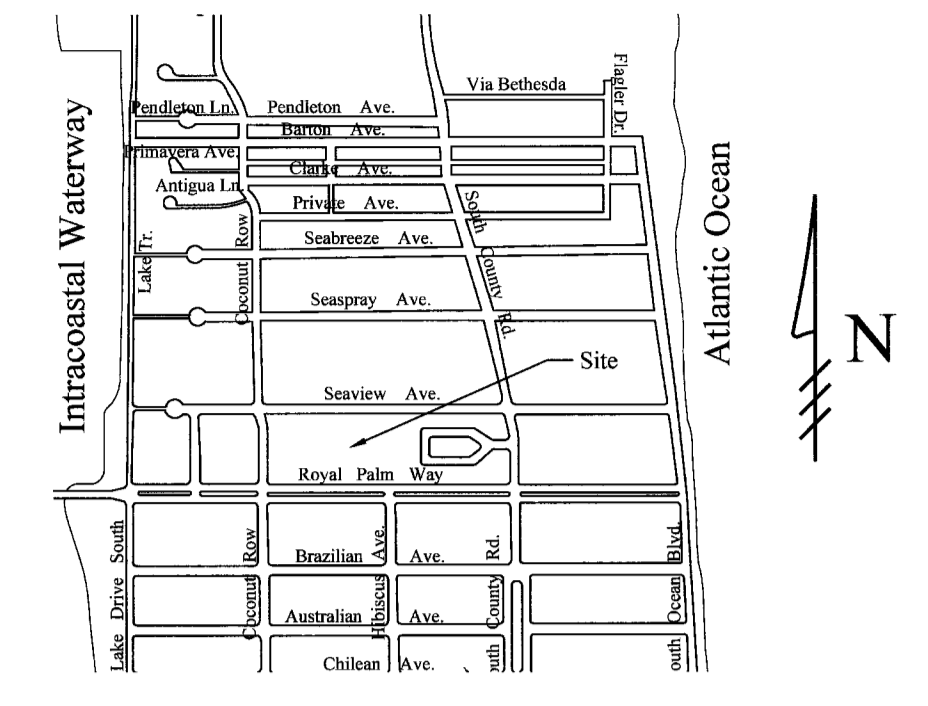 Via Bethesda
Flagler Dr.
Pendleton Ln.
Pendleton Ave.
Barton Ave.
Primavera Ave.
Clarke Ave.
Antigua Ln.
Private Ave.
South County Rd.
Seabreeze Ave.
Lake Tr.
Coconut Row
Intracoastal Waterway
Atlantic Ocean
Seaspray Ave.
N
Site
Seaview Ave.
Royal Palm Way
Lake Drive South
Coconut Row
Brazilian Ave.
Hibiscus Ave.
County Rd.
Ocean Blvd.
Australian Ave.
Chilean Ave.
outh
outh